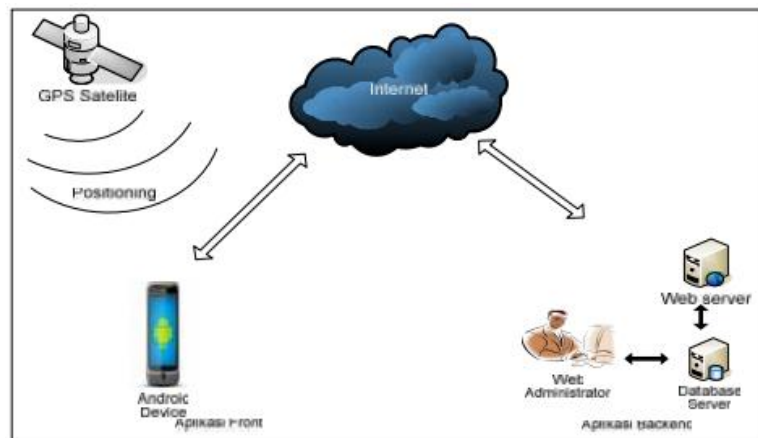 GPS Satelite
Internet
Positioning
Web server
Android
Device
Aplikasi Front
Web
Administrator
Database
Server
Aplikasi Backend